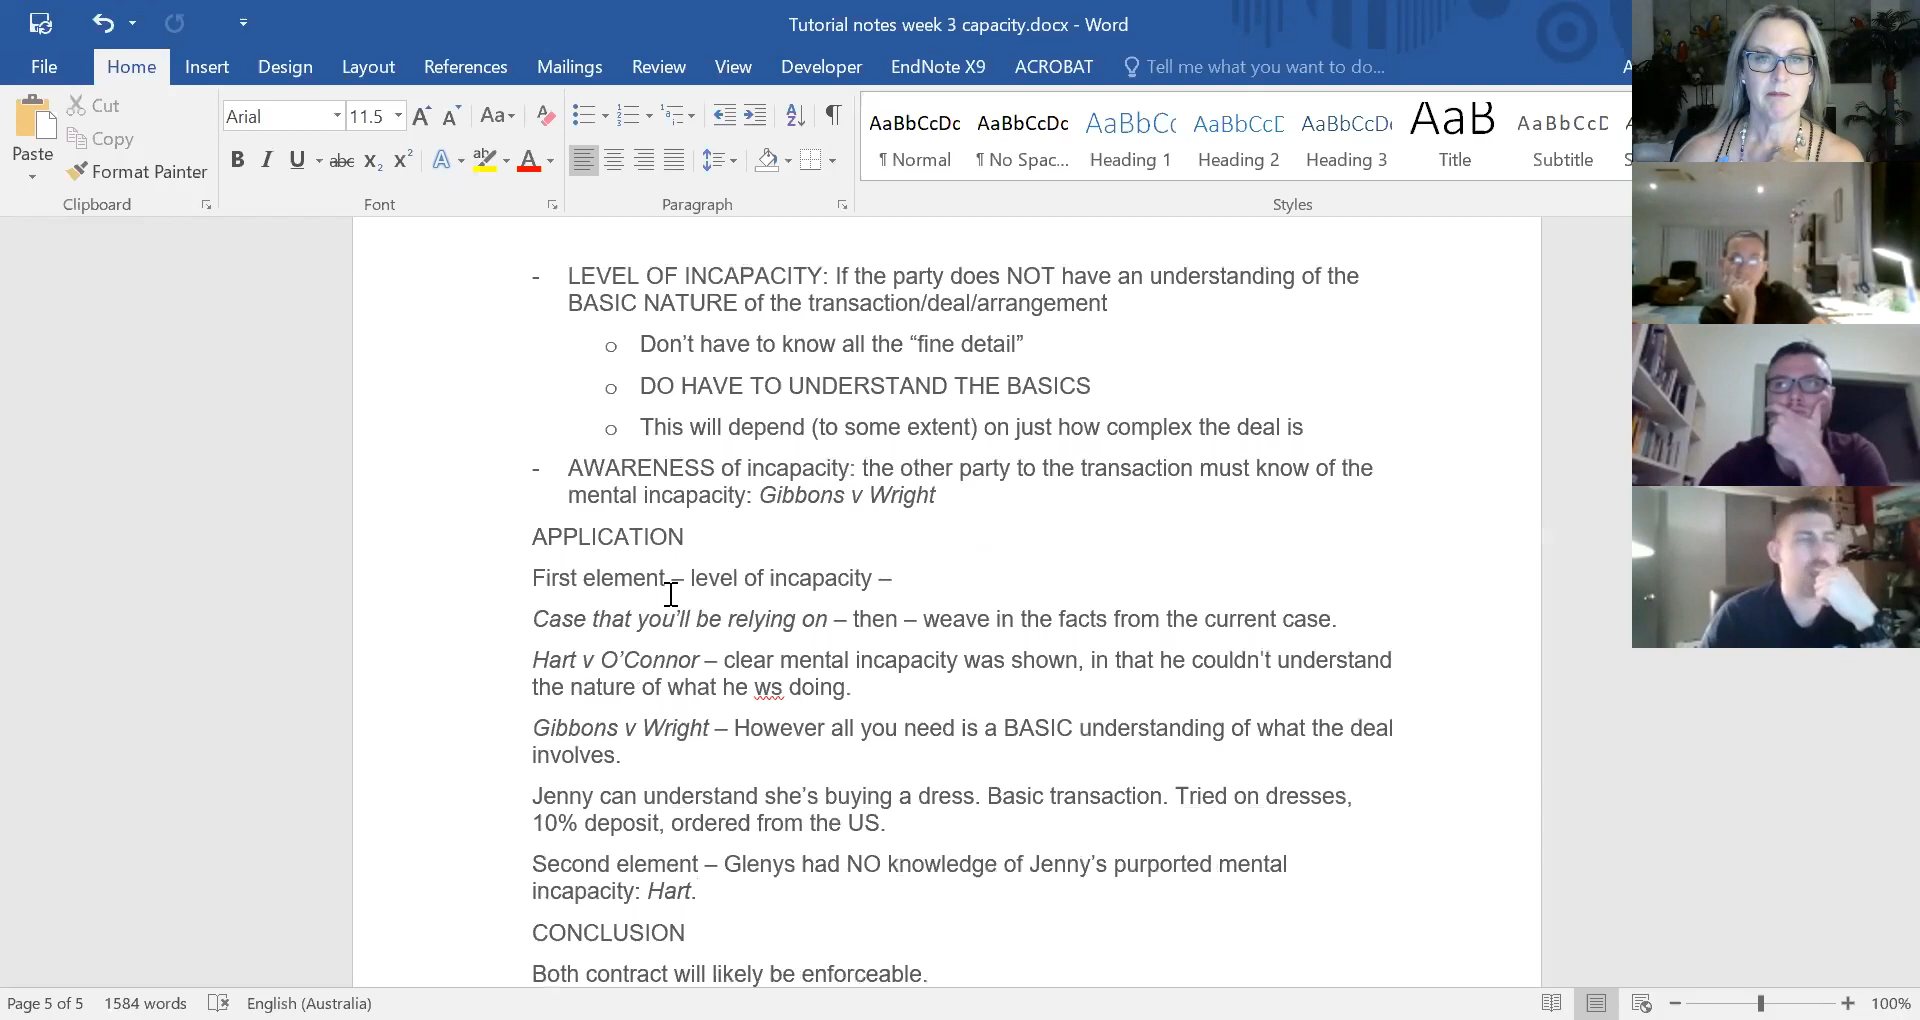 Tutorial notes week 3 capacity.docx - Word
File Home Insert Design Layout References Mailings Review View Developer EndNote X9 ACROBAT Tell me what you want to do...
Paste
Cut
Copy
Format Painter
Clipboard
Arial 11.5
Font
Paragraph
AaBbCcDc AaBbCcDc AaBbCc AaBbCcD AaBbCcDc AaB AaBbCcD
¶ Normal ¶ No Spac... Heading 1 Heading 2 Heading 3 Title Subtitle
Styles
- LEVEL OF INCAPACITY: If the party does NOT have an understanding of the
BASIC NATURE of the transaction/deal/arrangement
o Don’t have to know all the “fine detail”
o DO HAVE TO UNDERSTAND THE BASICS
o This will depend (to some extent) on just how complex the deal is
- AWARENESS of incapacity: the other party to the transaction must know of the
mental incapacity: Gibbons v Wright
APPLICATION
First element – level of incapacity –
Case that you’ll be relying on – then – weave in the facts from the current case.
Hart v O’Connor – clear mental incapacity was shown, in that he couldn't understand
the nature of what he ws doing.
Gibbons v Wright – However all you need is a BASIC understanding of what the deal
involves.
Jenny can understand she’s buying a dress. Basic transaction. Tried on dresses,
10% deposit, ordered from the US.
Second element – Glenys had NO knowledge of Jenny’s purported mental
incapacity: Hart.
CONCLUSION
Both contract will likely be enforceable.
Page 5 of 5 1584 words English (Australia) 100%